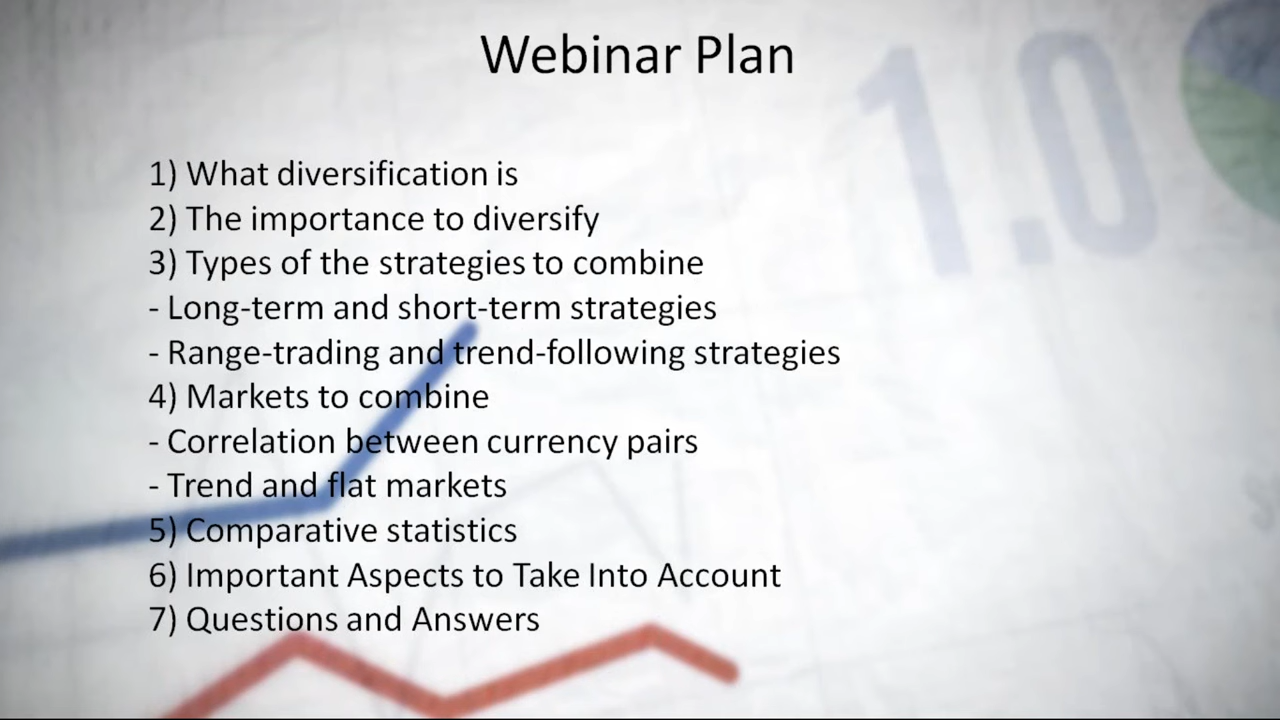 Webinar Plan
1.0
1) What diversification is
2) The importance to diversify
3) Types of the strategies to combine
- Long-term and short-term strategies
- Range-trading and trend-following strategies
4) Markets to combine
- Correlation between currency pairs
- Trend and flat markets
5) Comparative statistics
6) Important Aspects to Take Into Account
7) Questions and Answers